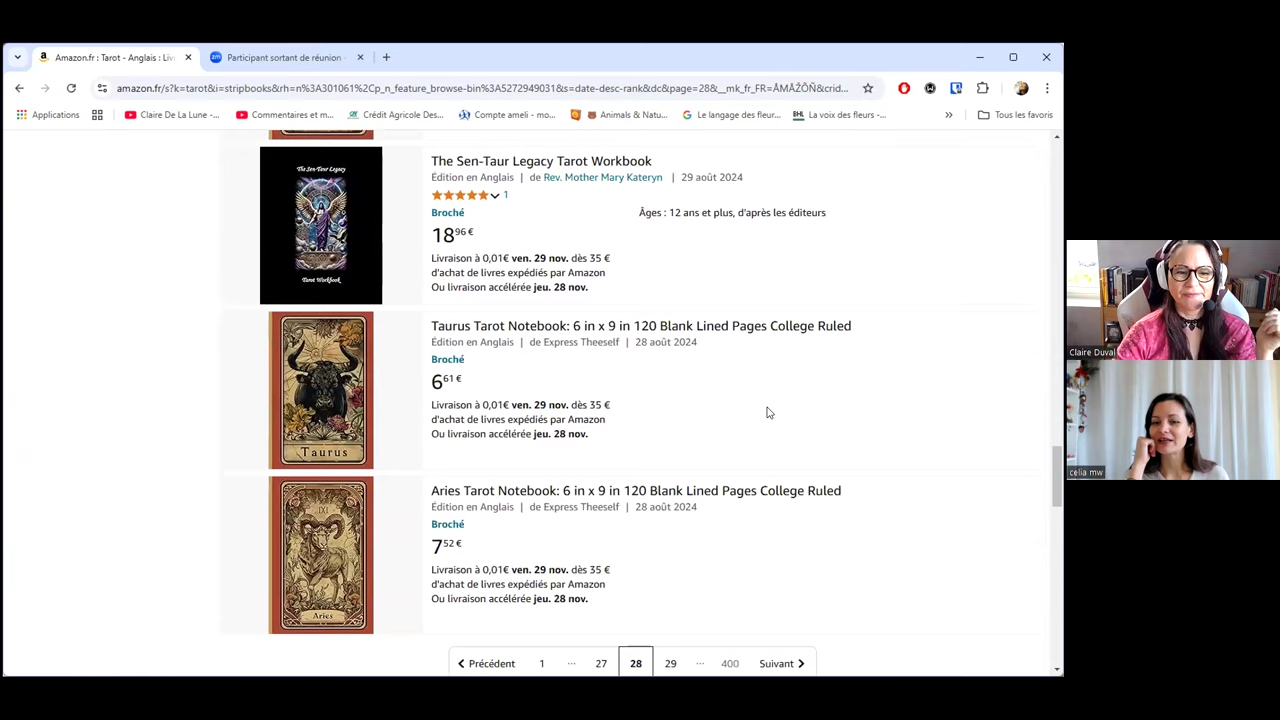 Amazon.fr : Tarot - Anglais : Livr
Participant sortant de réunion -
amazon.fr/s?k=tarot&i=stripbooks&rh=n%3A301061%2Cp_n_feature_browse-bin%3A5272949031&s=date-desc-rank&dc&page=28&__mk_fr_FR=ÅMÅŽÕÑ&crid...
Applications
Claire De La Lune -...
Commentaires et m...
Crédit Agricole Des...
Compte ameli - mo...
Animals & Natu...
Le langage des fleur...
BHL La voix des fleurs -...
»
Tous les favoris
The Sen-Taur Legacy
Tarot Workbook
The Sen-Taur Legacy Tarot Workbook
Édition en Anglais | de Rev. Mother Mary Kateryn | 29 août 2024
1
Broché
Âges : 12 ans et plus, d'après les éditeurs
18 96 €
Livraison à 0,01€ ven. 29 nov. dès 35 €
d'achat de livres expédiés par Amazon
Ou livraison accélérée jeu. 28 nov.
Taurus
Taurus Tarot Notebook: 6 in x 9 in 120 Blank Lined Pages College Ruled
Édition en Anglais | de Express Theeself | 28 août 2024
Broché
6 61 €
Livraison à 0,01€ ven. 29 nov. dès 35 €
d'achat de livres expédiés par Amazon
Ou livraison accélérée jeu. 28 nov.
Aries
Aries Tarot Notebook: 6 in x 9 in 120 Blank Lined Pages College Ruled
Édition en Anglais | de Express Theeself | 28 août 2024
Broché
7 52 €
Livraison à 0,01€ ven. 29 nov. dès 35 €
d'achat de livres expédiés par Amazon
Ou livraison accélérée jeu. 28 nov.
Précédent 1 ... 27 28 29 ... 400 Suivant
Claire Duval
celia mw